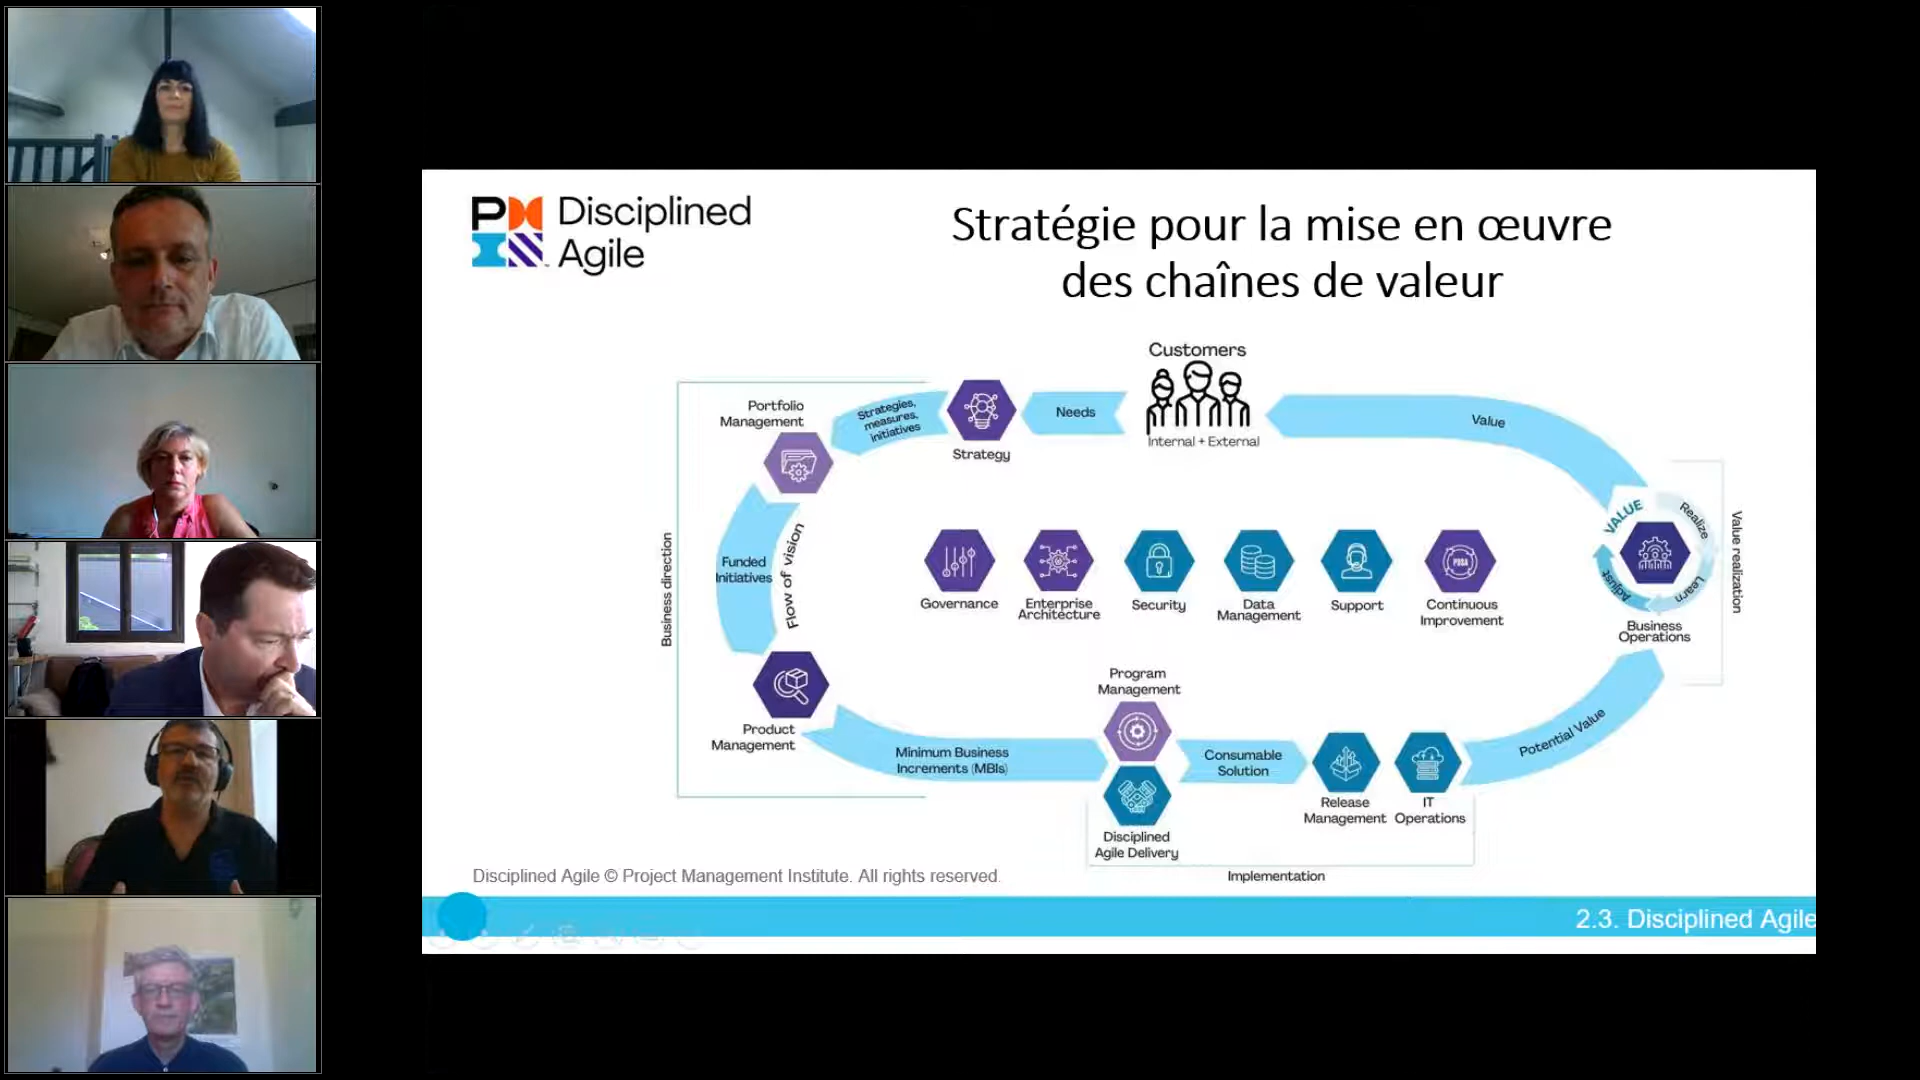 PM
Disciplined
Agile
Stratégie pour la mise en œuvre
des chaînes de valeur
Customers
Internal + External
Needs
Strategy
Strategies,
measures,
initiatives
Portfolio
Management
Business direction
Funded
Initiatives
Flow of vision
Product
Management
Minimum Business
Increments (MBIs)
Program
Management
Disciplined
Agile Delivery
Consumable
Solution
Release
Management
IT
Operations
Implementation
Potential Value
Business
Operations
VALUE
Realize
Learn
Adjust
Value realization
Value
Governance
Enterprise
Architecture
Security
Data
Management
Support
PDSA
Continuous
Improvement
Disciplined Agile © Project Management Institute. All rights reserved.
2.3. Disciplined Agile